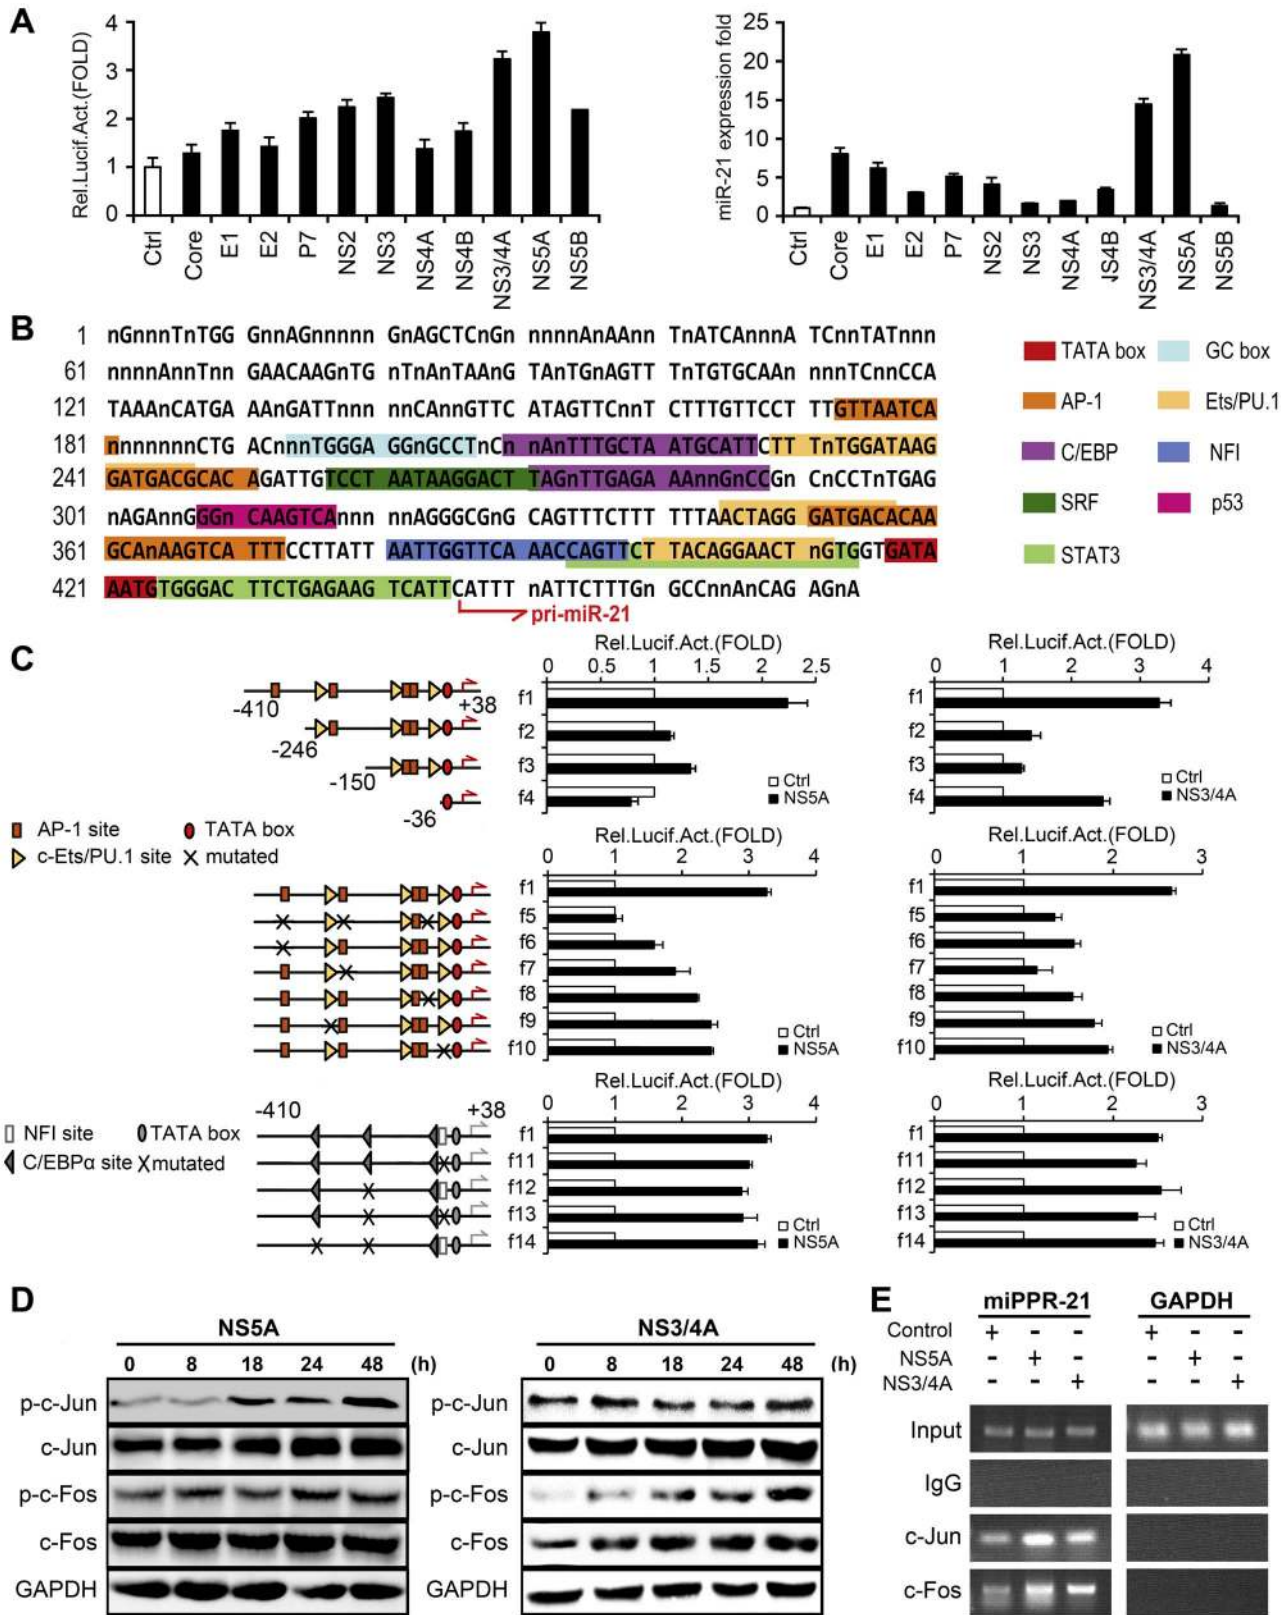 A
Rel.Lucif.Act.(FOLD)
4
3
2
1
0
Ctrl
Core
E1
E2
P7
NS2
NS3
NS4A
NS4B
NS3/4A
NS5A
NS5B
miR-21 expression fold
25
20
15
10
5
0
Ctrl
Core
E1
E2
P7
NS2
NS3
NS4A
NS4B
NS3/4A
NS5A
NS5B
B
1 nGnnnTnTGG GnnAGnnnnn GnAGCTCnGn nnnnAnAAnn TnATCAnnnA TCnnTATnnn
61 nnnnAnnTnn GAACAAGnTG nTnAnTAAnG TAnTGnAGTT TnTGTGCAAn nnnTCnnCCA
121 TAAAnCATGA AAnGATTnnn nnCAnnGTTC ATAGTTCnnT CTTTGTTCCT TTGTTAATCA
181 nnnnnnnCTG ACnnnTGGGA GGnGCCTnCn nAnTTTGCTA ATGCATTCTT TnTGGATAAG
241 GATGACGCAC AGATTGTCCT AATAAGGACT TAGnTTGAGA AAnnGnCCGn CnCCTnTGAG
301 nAGAnnGGGn CAAGTCAnnn nnAGGGCGnG CAGTTTCTTT TTTAACTAGG GATGACACAA
361 GCAnAAGTCA TTTCCTTATT AATTGGTTCA AACCAGTTCT TACAGGAACT nGTGGTGATA
421 AATGTGGGAC TTCTGAGAAG TCATTCATTT nATTCTTTGn GCCnnAnCAG AGnA
pri-miR-21
TATA box
GC box
AP-1
Ets/PU.1
C/EBP
NFI
SRF
p53
STAT3
C
-410
+38
-246
-150
-36
AP-1 site
TATA box
c-Ets/PU.1 site
mutated
Rel.Lucif.Act.(FOLD)
0 0.5 1 1.5 2 2.5
f1
f2
f3
f4
Ctrl
NS5A
Rel.Lucif.Act.(FOLD)
0 1 2 3 4
f1
f2
f3
f4
Ctrl
NS3/4A
Rel.Lucif.Act.(FOLD)
0 1 2 3 4
f1
f5
f6
f7
f8
f9
f10
Ctrl
NS5A
Rel.Lucif.Act.(FOLD)
0 1 2 3
f1
f5
f6
f7
f8
f9
f10
Ctrl
NS3/4A
-410
+38
NFI site
TATA box
C/EBPα site
mutated
Rel.Lucif.Act.(FOLD)
0 1 2 3 4
f1
f11
f12
f13
f14
Ctrl
NS5A
Rel.Lucif.Act.(FOLD)
0 1 2 3
f1
f11
f12
f13
f14
Ctrl
NS3/4A
D
NS5A
0 8 18 24 48 (h)
p-c-Jun
c-Jun
p-c-Fos
c-Fos
GAPDH
NS3/4A
0 8 18 24 48 (h)
p-c-Jun
c-Jun
p-c-Fos
c-Fos
GAPDH
E
miPPR-21 GAPDH
Control + - - + - -
NS5A - + - - + -
NS3/4A - - + - - +
Input
IgG
c-Jun
c-Fos